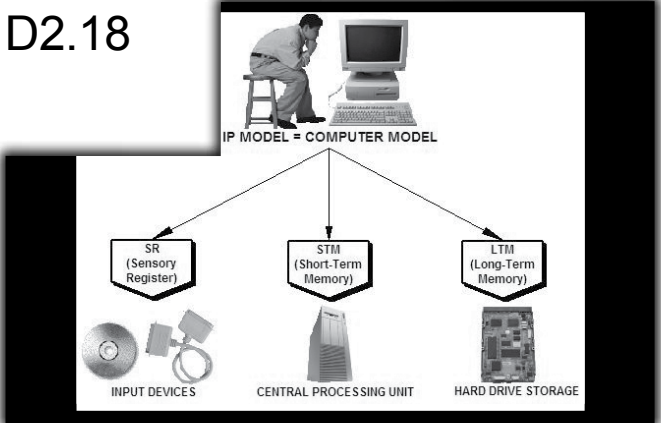 D2.18
IP MODEL = COMPUTER MODEL
SR
(Sensory
Register)
STM
(Short-Term
Memory)
LTM
(Long-Term
Memory)
INPUT DEVICES
CENTRAL PROCESSING UNIT
HARD DRIVE STORAGE